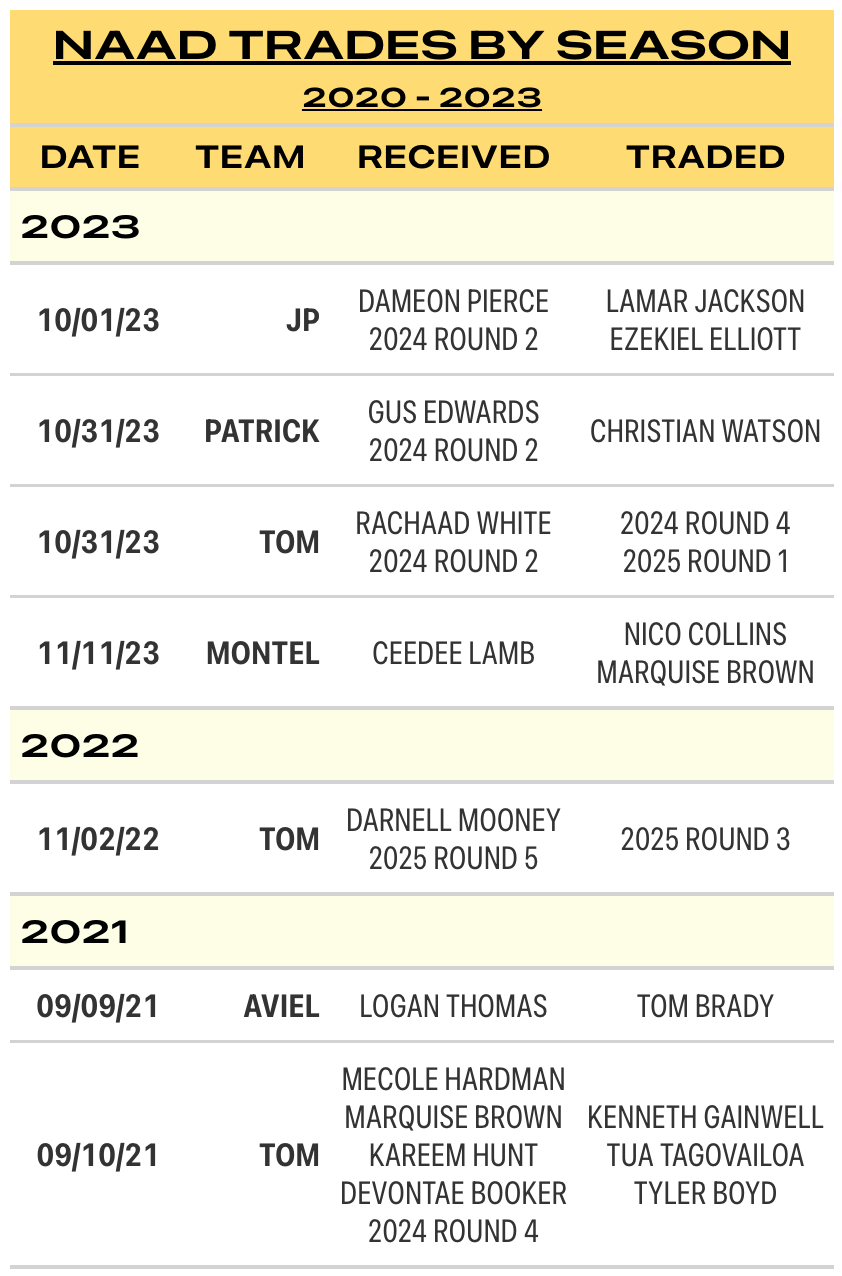 NAAD TRADES BY SEASON
2020 - 2023
DATE TEAM RECEIVED TRADED
2023
10/01/23 JP DAMEON PIERCE LAMAR JACKSON
2024 ROUND 2 EZEKIEL ELLIOTT
10/31/23 PATRICK GUS EDWARDS CHRISTIAN WATSON
2024 ROUND 2
10/31/23 TOM RACHAAD WHITE 2024 ROUND 4
2024 ROUND 2 2025 ROUND 1
11/11/23 MONTEL CEEDEE LAMB NICO COLLINS
MARQUISE BROWN
2022
11/02/22 TOM DARNELL MOONEY 2025 ROUND 3
2025 ROUND 5
2021
09/09/21 AVIEL LOGAN THOMAS TOM BRADY
MECOLE HARDMAN
MARQUISE BROWN KENNETH GAINWELL
09/10/21 TOM KAREEM HUNT TUA TAGOVAILOA
DEVONTAE BOOKER TYLER BOYD
2024 ROUND 4